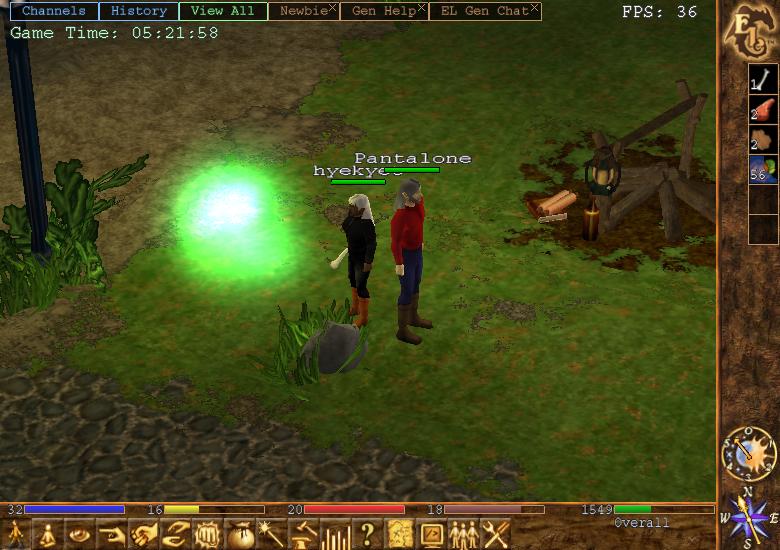 Channels History View All Newbie Gen Help EL Gen Chat FPS: 36
Game Time: 05:21:58
EL
1
2
2
56
Pantalone
32 16 20 18 1549
Overall
N
W E
S